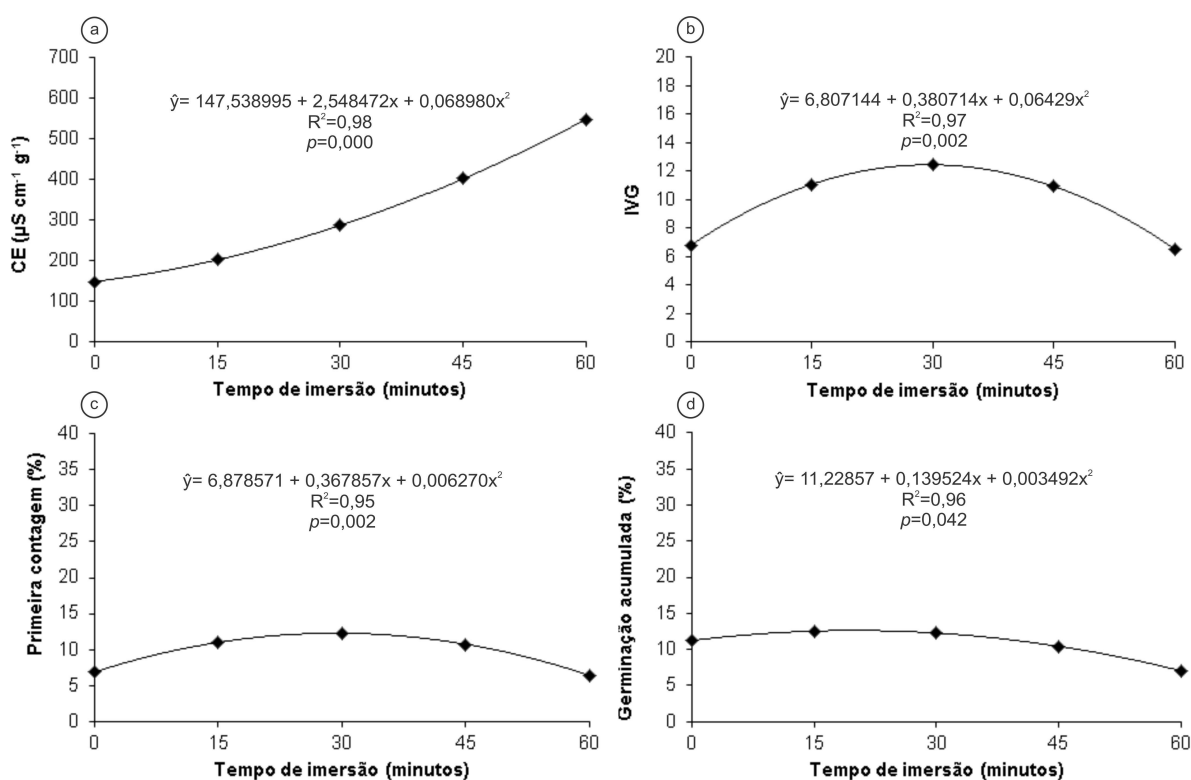 a
700
600
500
400
300
200
100
0
CE (µS cm⁻¹ g⁻¹)
ŷ= 147,538995 + 2,548472x + 0,068980x²
R²=0,98
p=0,000
0 15 30 45 60
Tempo de imersão (minutos)
b
20
18
16
14
12
10
8
6
4
2
0
IVG
ŷ= 6,807144 + 0,380714x + 0,06429x²
R²=0,97
p=0,002
0 15 30 45 60
Tempo de imersão (minutos)
c
40
35
30
25
20
15
10
5
0
Primeira contagem (%)
ŷ= 6,878571 + 0,367857x + 0,006270x²
R²=0,95
p=0,002
0 15 30 45 60
Tempo de imersão (minutos)
d
40
35
30
25
20
15
10
5
0
Germinação acumulada (%)
ŷ= 11,22857 + 0,139524x + 0,003492x²
R²=0,96
p=0,042
0 15 30 45 60
Tempo de imersão (minutos)